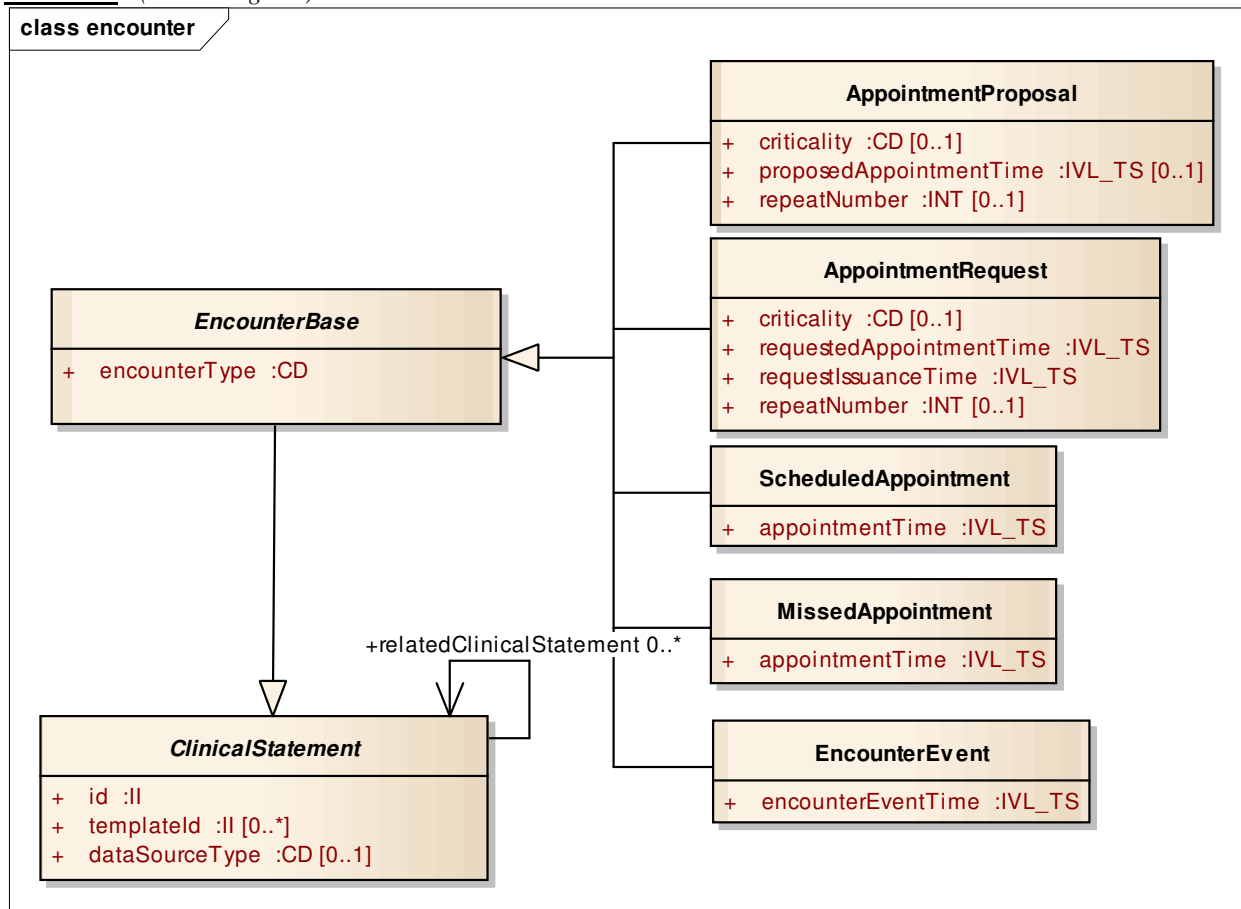 class encounter
AppointmentProposal
+ criticality :CD [0..1]
+ proposedAppointmentTime :IVL_TS [0..1]
+ repeatNumber :INT [0..1]
AppointmentRequest
+ criticality :CD [0..1]
+ requestedAppointmentTime :IVL_TS
+ requestIssuanceTime :IVL_TS
+ repeatNumber :INT [0..1]
EncounterBase
+ encounterType :CD
ScheduledAppointment
+ appointmentTime :IVL_TS
MissedAppointment
+ appointmentTime :IVL_TS
+relatedClinicalStatement 0..*
ClinicalStatement
+ id :II
+ templateId :II [0..*]
+ dataSourceType :CD [0..1]
EncounterEvent
+ encounterEventTime :IVL_TS